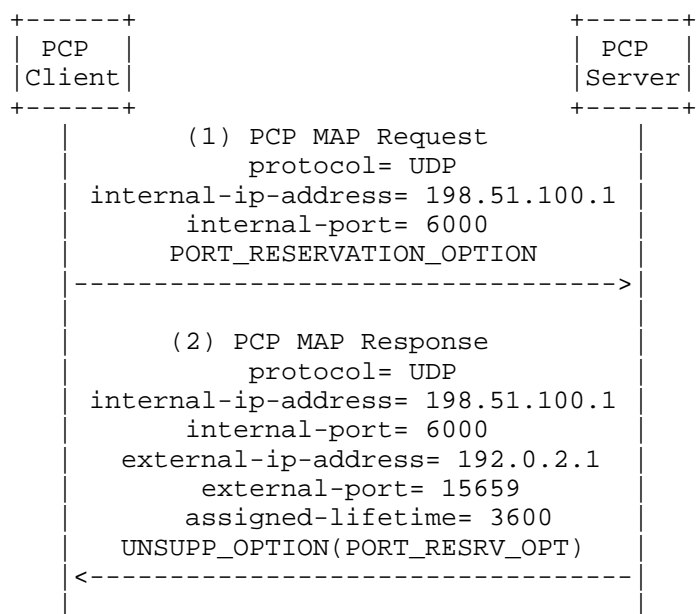 +------+ +------+
| PCP | | PCP |
|Client| |Server|
+------+ +------+
| (1) PCP MAP Request |
| protocol= UDP |
| internal-ip-address= 198.51.100.1 |
| internal-port= 6000 |
| PORT_RESERVATION_OPTION |
|---------------------------------->|
| |
| (2) PCP MAP Response |
| protocol= UDP |
| internal-ip-address= 198.51.100.1 |
| internal-port= 6000 |
| external-ip-address= 192.0.2.1 |
| external-port= 15659 |
| assigned-lifetime= 3600 |
| UNSUPP_OPTION(PORT_RESRV_OPT) |
|<----------------------------------|
| |